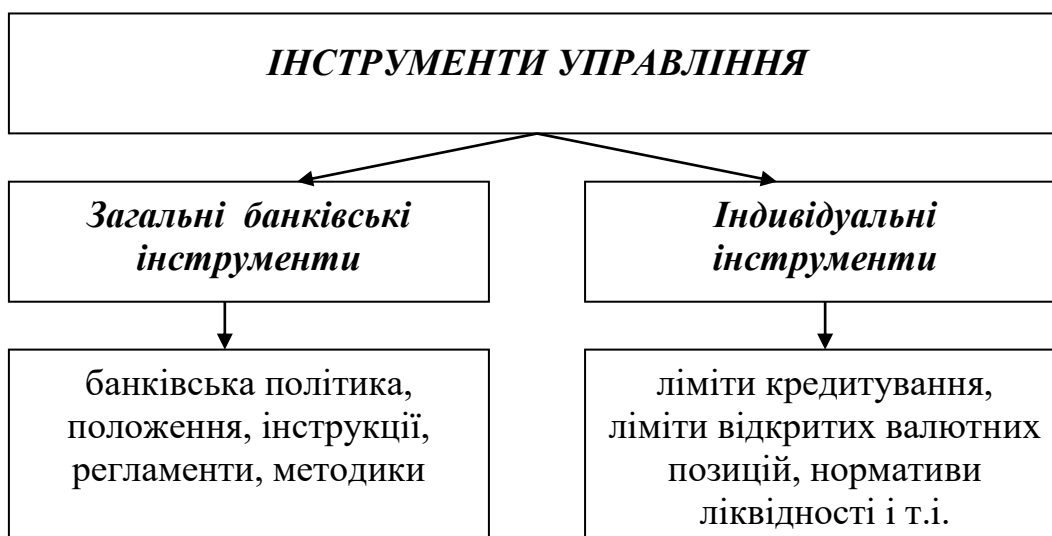 ІНСТРУМЕНТИ УПРАВЛІННЯ
Загальні банківські
інструменти
Індивідуальні
інструменти
банківська політика,
положення, інструкції,
регламенти, методики
ліміти кредитування,
ліміти відкритих валютних
позицій, нормативи
ліквідності і т.і.